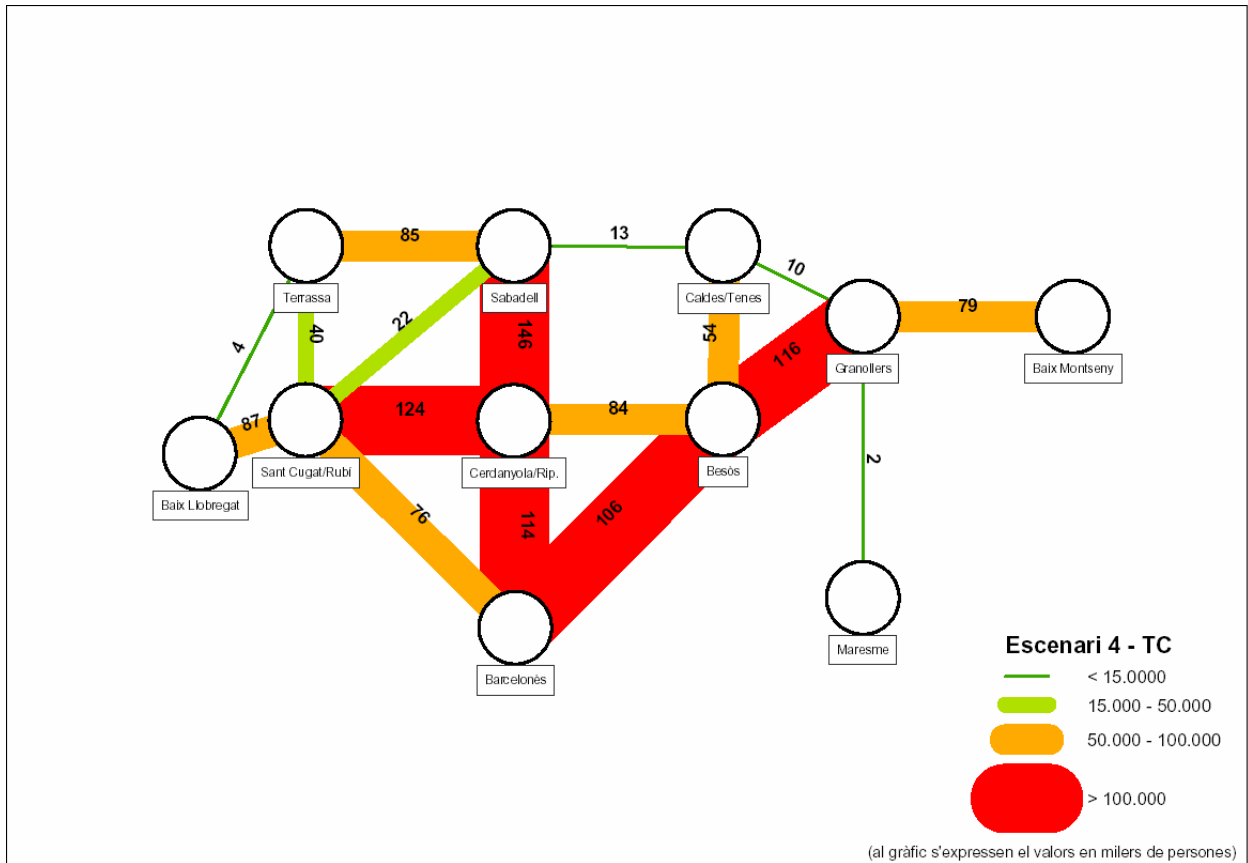 85
13
10
Terrassa
Sabadell
Caldes/Tenes
79
4
40
22
146
54
116
Granollers
Baix Montseny
87
124
84
Sant Cugat/Rubí
Cerdanyola/Rip.
Besòs
2
Baix Llobregat
76
114
106
Barcelonès
Maresme
Escenari 4 - TC
< 15.0000
15.000 - 50.000
50.000 - 100.000
> 100.000
(al gràfic s'expressen el valors en milers de persones)